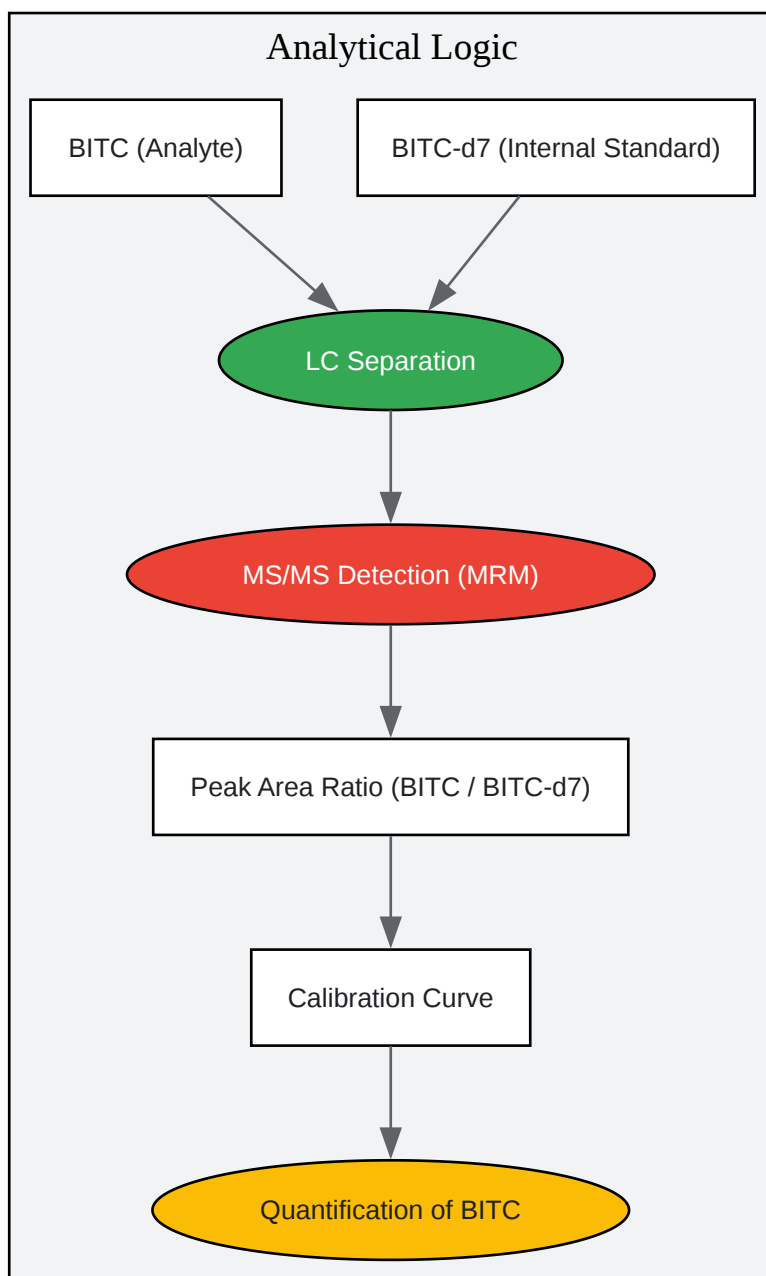 Analytical Logic
BITC (Analyte)
BITC-d7 (Internal Standard)
LC Separation
MS/MS Detection (MRM)
Peak Area Ratio (BITC / BITC-d7)
Calibration Curve
Quantification of BITC